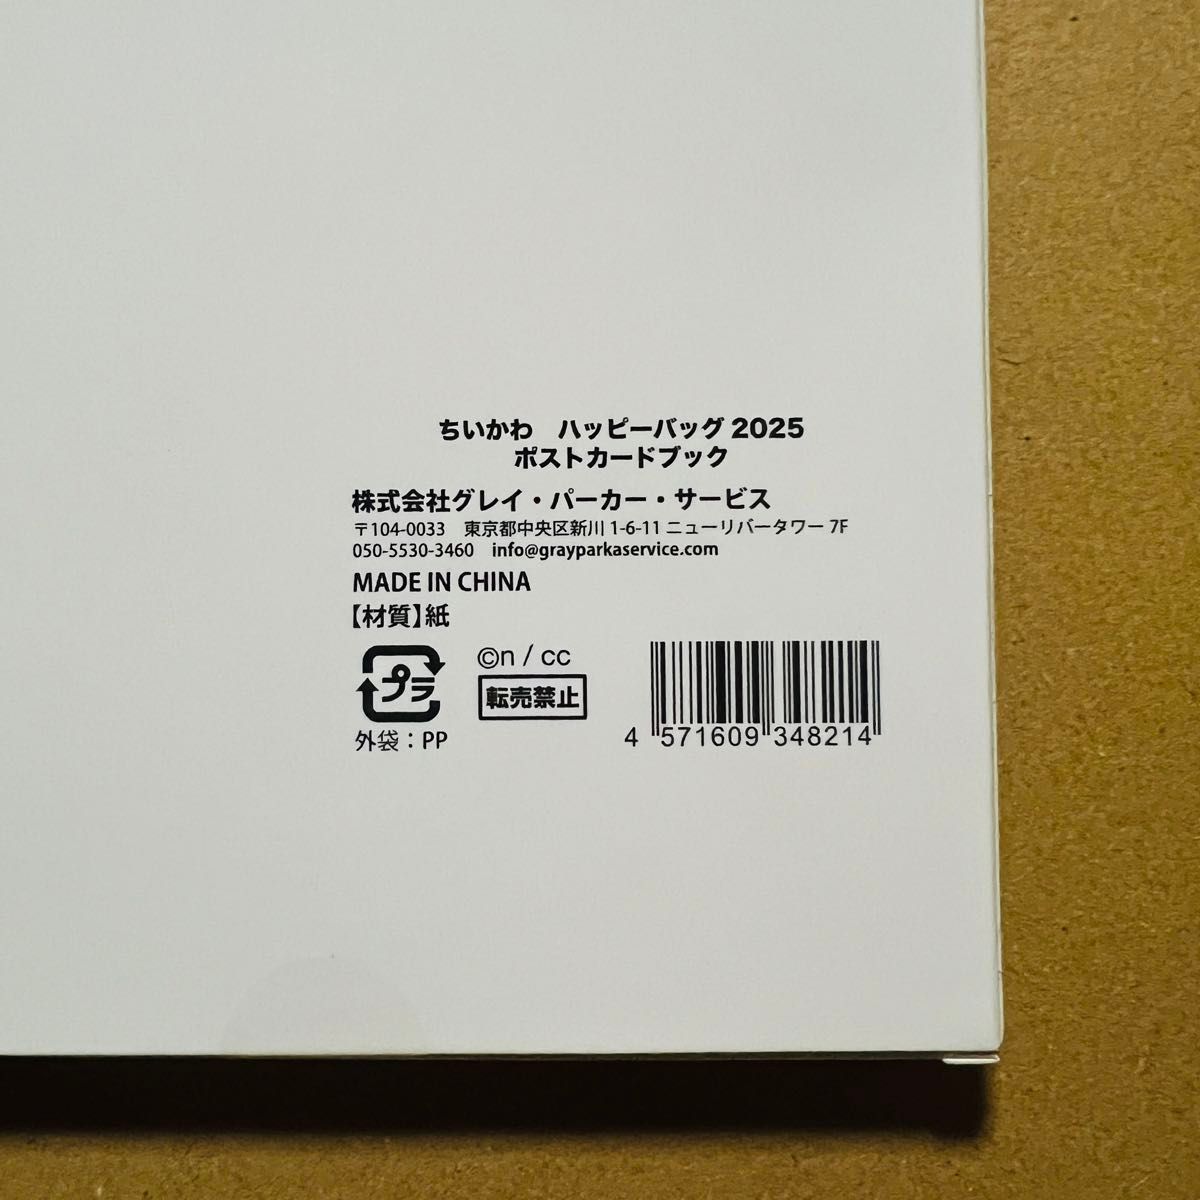 ちいかわ　ハッピーバッグ 2025
ポストカードブック
株式会社グレイ・パーカー・サービス
〒104-0033　東京都中央区新川 1-6-11 ニューリバータワー 7F
050-5530-3460　info@grayparkaservice.com
MADE IN CHINA
【材質】紙
プラ
外袋：PP
©n / cc
転売禁止
4 571609 348214